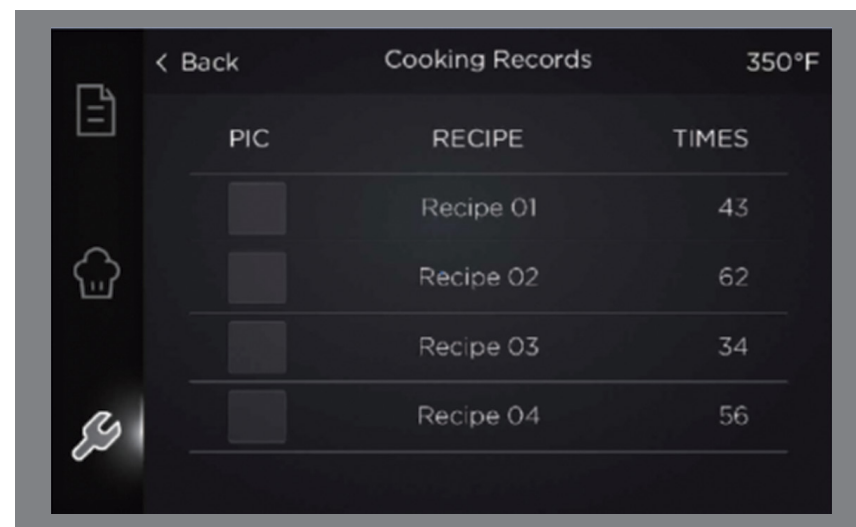 < Back Cooking Records 350°F
PIC RECIPE TIMES
Recipe 01 43
Recipe 02 62
Recipe 03 34
Recipe 04 56